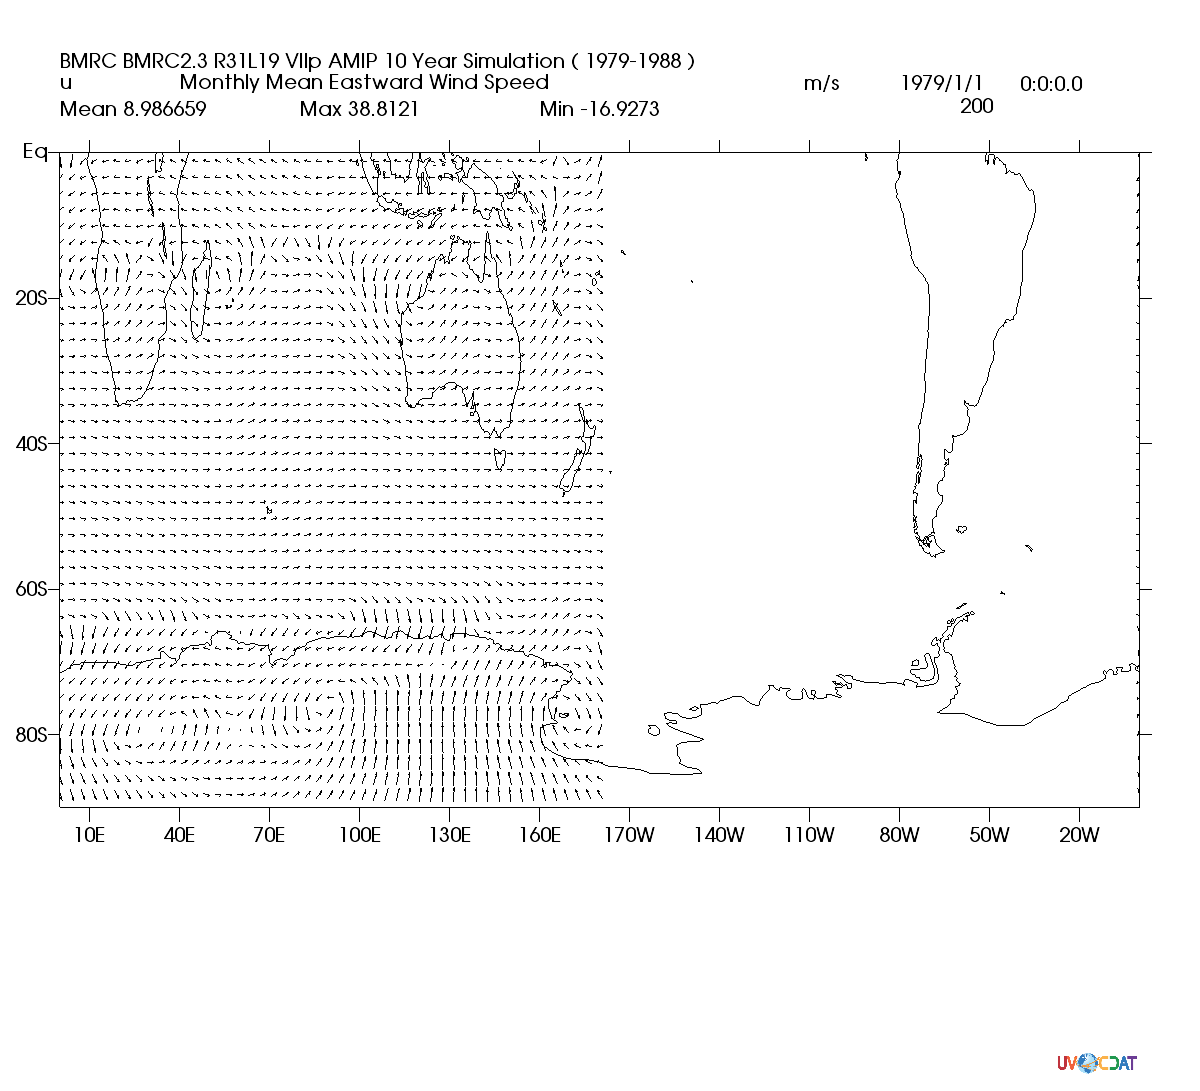 BMRC BMRC2.3 R31L19 VIIp AMIP 10 Year Simulation ( 1979-1988 )
u Monthly Mean Eastward Wind Speed m/s 1979/1/1 0:0:0.0
Mean 8.986659 Max 38.8121 Min -16.9273 200
Eq
20S
40S
60S
80S
10E 40E 70E 100E 130E 160E 170W 140W 110W 80W 50W 20W
UV CDAT